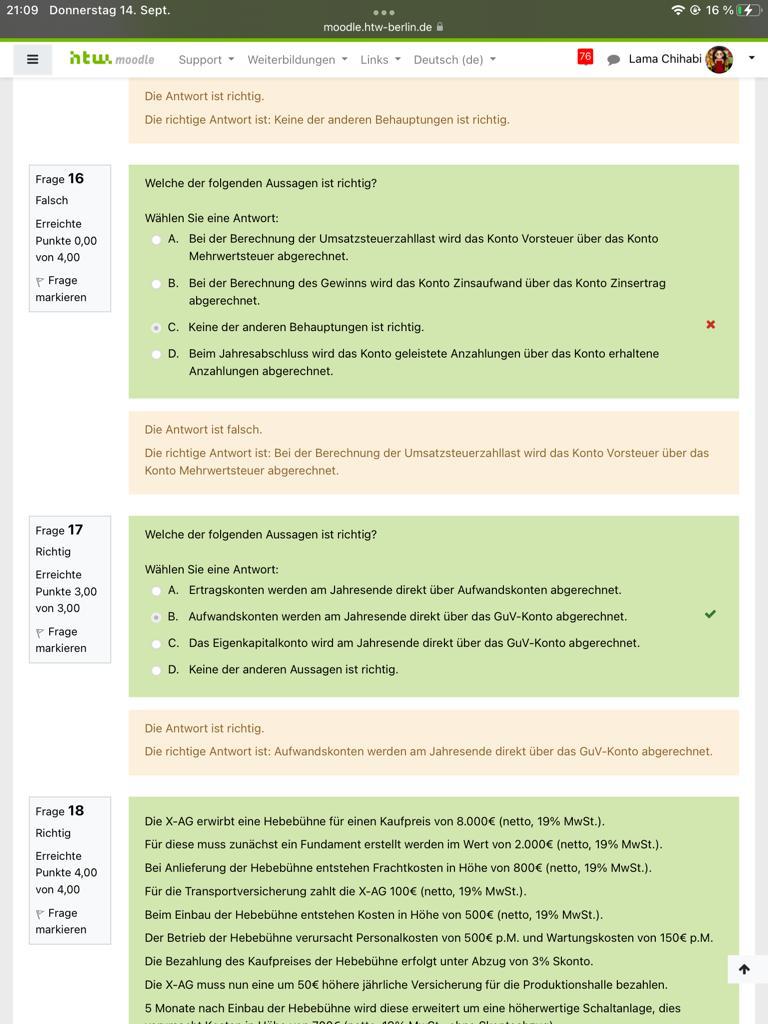 21:09 Donnerstag 14. Sept.
16 %
moodle.htw-berlin.de
htw. moodle Support Weiterbildungen Links Deutsch (de) 76 Lama Chihabi
Die Antwort ist richtig.
Die richtige Antwort ist: Keine der anderen Behauptungen ist richtig.
Frage 16
Falsch
Erreichte
Punkte 0,00
von 4,00
Frage
markieren
Welche der folgenden Aussagen ist richtig?
Wählen Sie eine Antwort:
A. Bei der Berechnung der Umsatzsteuerzahllast wird das Konto Vorsteuer über das Konto
Mehrwertsteuer abgerechnet.
B. Bei der Berechnung des Gewinns wird das Konto Zinsaufwand über das Konto Zinsertrag
abgerechnet.
C. Keine der anderen Behauptungen ist richtig.
D. Beim Jahresabschluss wird das Konto geleistete Anzahlungen über das Konto erhaltene
Anzahlungen abgerechnet.
Die Antwort ist falsch.
Die richtige Antwort ist: Bei der Berechnung der Umsatzsteuerzahllast wird das Konto Vorsteuer über das
Konto Mehrwertsteuer abgerechnet.
Frage 17
Richtig
Erreichte
Punkte 3,00
von 3,00
Frage
markieren
Welche der folgenden Aussagen ist richtig?
Wählen Sie eine Antwort:
A. Ertragskonten werden am Jahresende direkt über Aufwandskonten abgerechnet.
B. Aufwandskonten werden am Jahresende direkt über das GuV-Konto abgerechnet.
C. Das Eigenkapitalkonto wird am Jahresende direkt über das GuV-Konto abgerechnet.
D. Keine der anderen Aussagen ist richtig.
Die Antwort ist richtig.
Die richtige Antwort ist: Aufwandskonten werden am Jahresende direkt über das GuV-Konto abgerechnet.
Frage 18
Richtig
Erreichte
Punkte 4,00
von 4,00
Frage
markieren
Die X-AG erwirbt eine Hebebühne für einen Kaufpreis von 8.000€ (netto, 19% MwSt.).
Für diese muss zunächst ein Fundament erstellt werden im Wert von 2.000€ (netto, 19% MwSt.).
Bei Anlieferung der Hebebühne entstehen Frachtkosten in Höhe von 800€ (netto, 19% MwSt.).
Für die Transportversicherung zahlt die X-AG 100€ (netto, 19% MwSt.).
Beim Einbau der Hebebühne entstehen Kosten in Höhe von 500€ (netto, 19% MwSt.).
Der Betrieb der Hebebühne verursacht Personalkosten von 500€ p.M. und Wartungskosten von 150€ p.M.
Die Bezahlung des Kaufpreises der Hebebühne erfolgt unter Abzug von 3% Skonto.
Die X-AG muss nun eine um 50€ höhere jährliche Versicherung für die Produktionshalle bezahlen.
5 Monate nach Einbau der Hebebühne wird diese erweitert um eine höherwertige Schaltanlage, dies